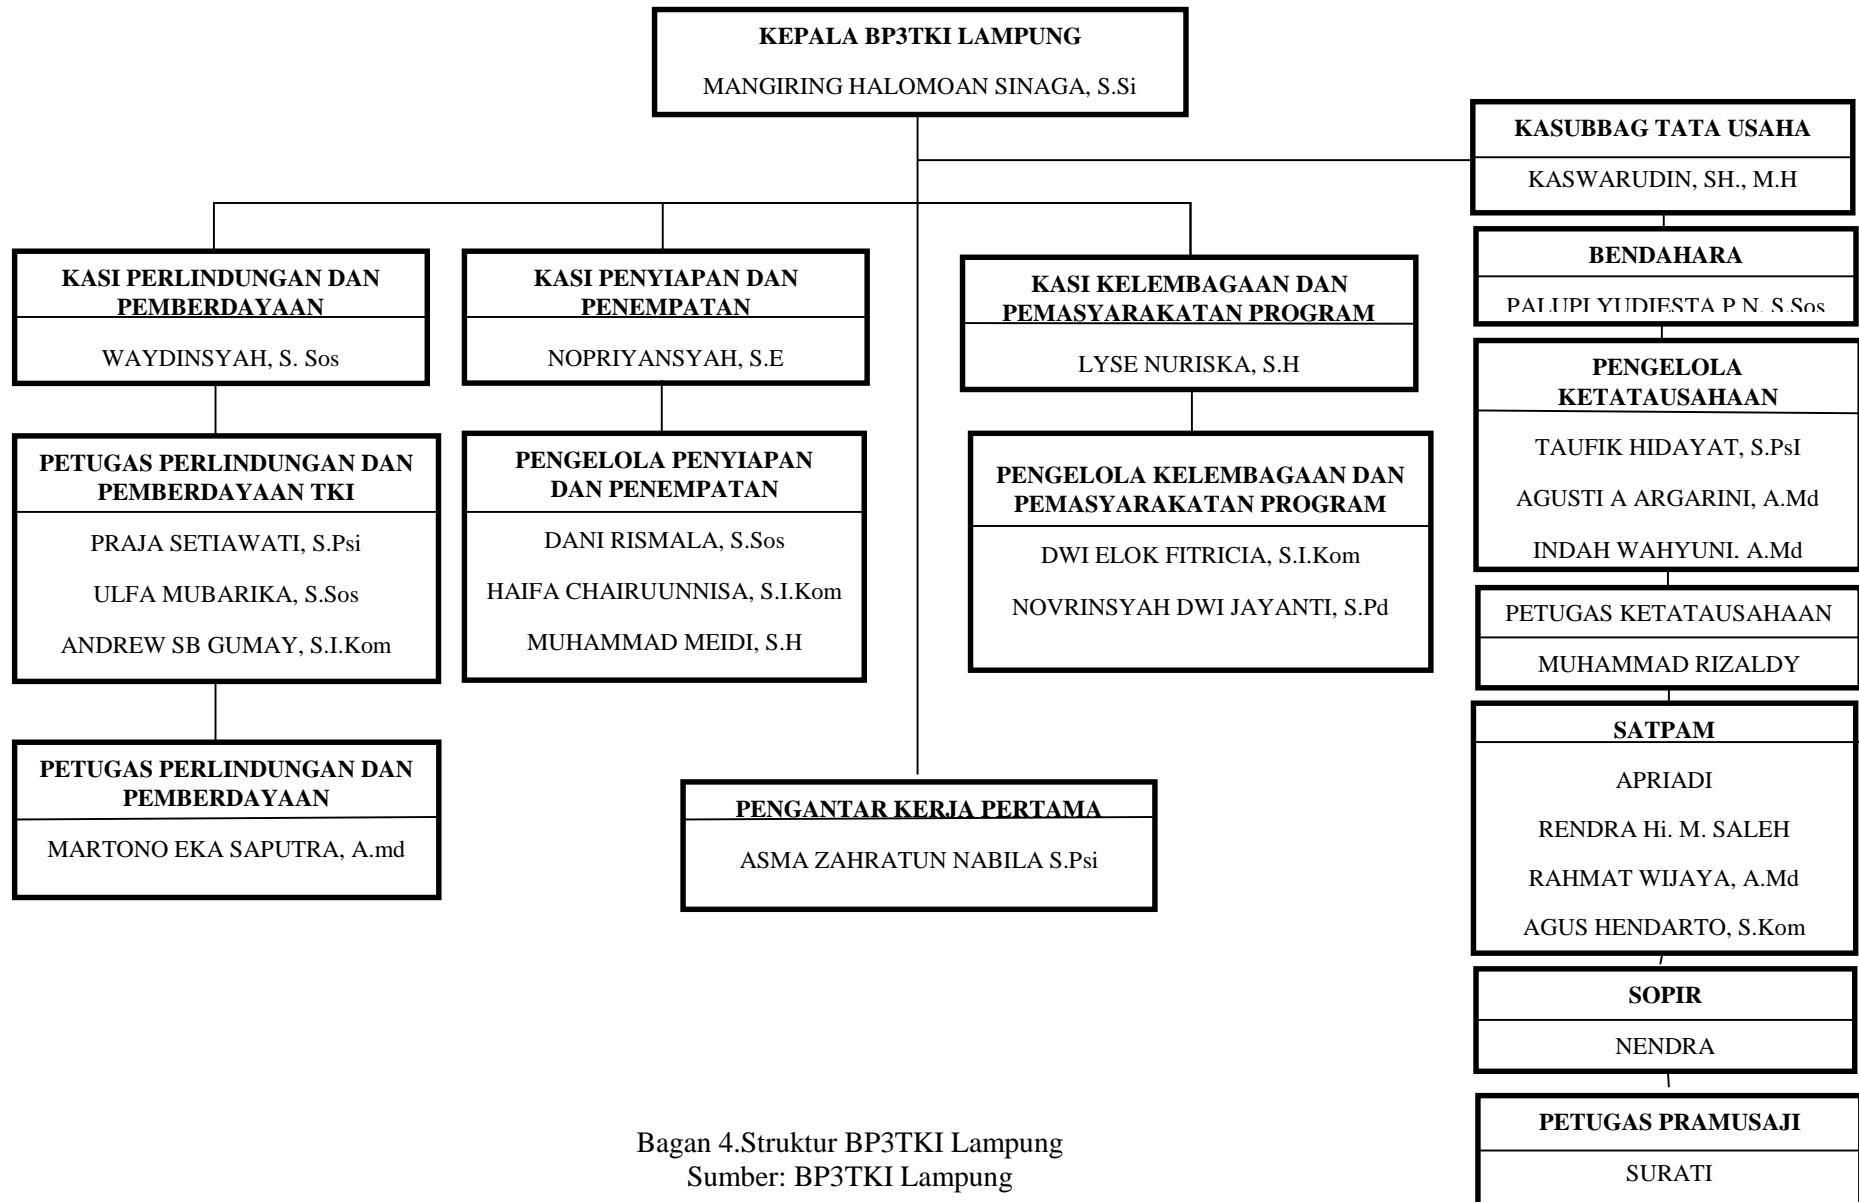 KEPALA BP3TKI LAMPUNG
MANGIRING HALOMOAN SINAGA, S.Si
KASUBBAG TATA USAHA
KASWARUDIN, SH., M.H
BENDAHARA
PALUPI YUDIESTA P N, S.Sos
PENGELOLA
KETATAUSAHAAN
TAUFIK HIDAYAT, S.PsI
AGUSTI A ARGARINI, A.Md
INDAH WAHYUNI, A.Md
PETUGAS KETATAUSAHAAN
MUHAMMAD RIZALDY
SATPAM
APRIADI
RENDRA Hi. M. SALEH
RAHMAT WIJAYA, A.Md
AGUS HENDARTO, S.Kom
SOPIR
NENDRA
PETUGAS PRAMUSAJI
SURATI
KASI PERLINDUNGAN DAN
PEMBERDAYAAN
WAYDINSYAH, S. Sos
PETUGAS PERLINDUNGAN DAN
PEMBERDAYAAN TKI
PRAJA SETIAWATI, S.Psi
ULFA MUBARIKA, S.Sos
ANDREW SB GUMAY, S.I.Kom
PETUGAS PERLINDUNGAN DAN
PEMBERDAYAAN
MARTONO EKA SAPUTRA, A.md
KASI PENYIAPAN DAN
PENEMPATAN
NOPRIYANSYAH, S.E
PENGELOLA PENYIAPAN
DAN PENEMPATAN
DANI RISMALA, S.Sos
HAIFA CHAIRUUNNISA, S.I.Kom
MUHAMMAD MEIDI, S.H
KASI KELEMBAGAAN DAN
PEMASYARAKATAN PROGRAM
LYSE NURISKA, S.H
PENGELOLA KELEMBAGAAN DAN
PEMASYARAKATAN PROGRAM
DWI ELOK FITRICIA, S.I.Kom
NOVRINSYAH DWI JAYANTI, S.Pd
PENGANTAR KERJA PERTAMA
ASMA ZAHRATUN NABILA S.Psi
Bagan 4.Struktur BP3TKI Lampung
Sumber: BP3TKI Lampung